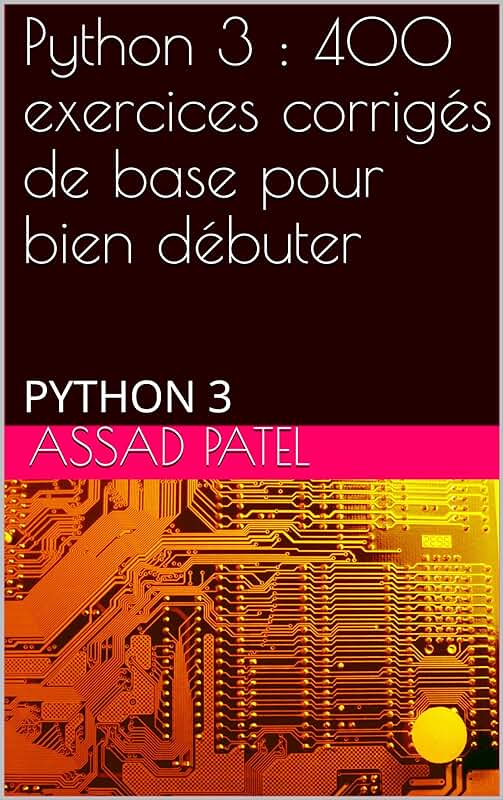 Python 3 : 400
exercices corrigés
de base pour
bien débuter
PYTHON 3
ASSAD PATEL